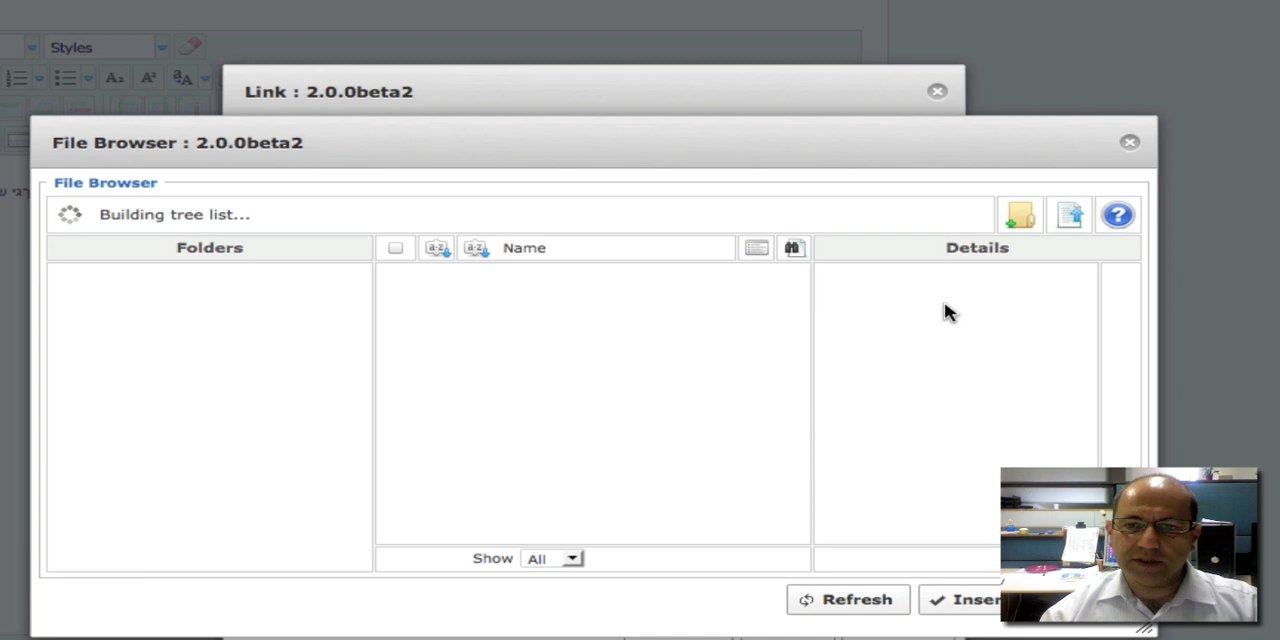 Styles
Link : 2.0.0beta2
File Browser : 2.0.0beta2
File Browser
Building tree list...
Folders
Name
Details
Show All
Refresh